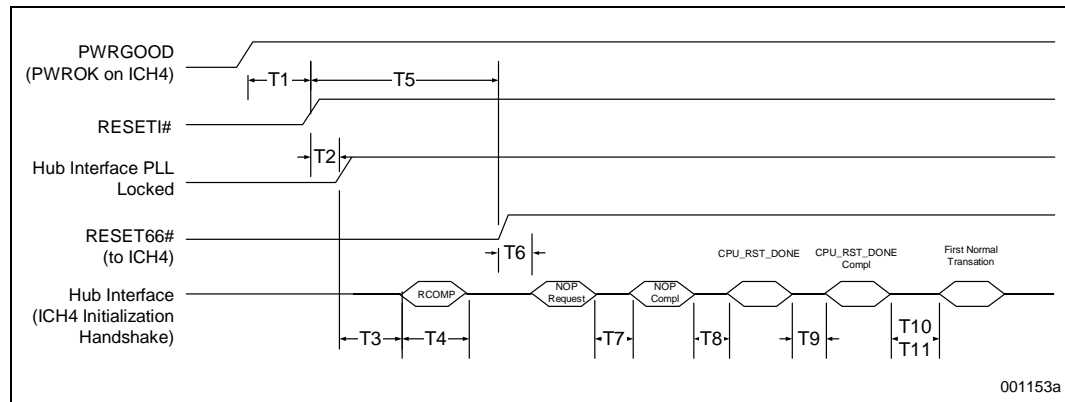 PWRGOOD
(PWROK on ICH4)
T1
T5
RESETI#
T2
Hub Interface PLL
Locked
RESET66#
(to ICH4)
T6
CPU_RST_DONE
CPU_RST_DONE
Compl
First Normal
Transation
Hub Interface
(ICH4 Initialization
Handshake)
RCOMP
NOP
Request
NOP
Compl
T3
T4
T7
T8
T9
T10
T11
001153a